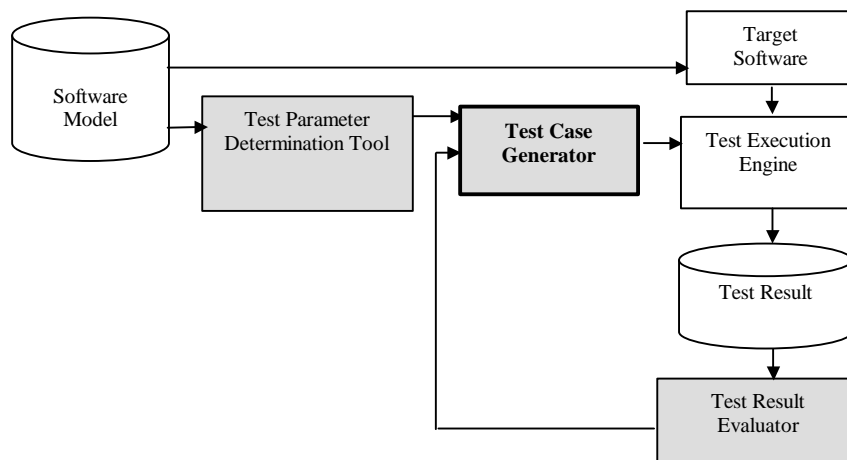 Target
Software
Software
Model
Test Parameter
Determination Tool
Test Case
Generator
Test Execution
Engine
Test Result
Test Result
Evaluator